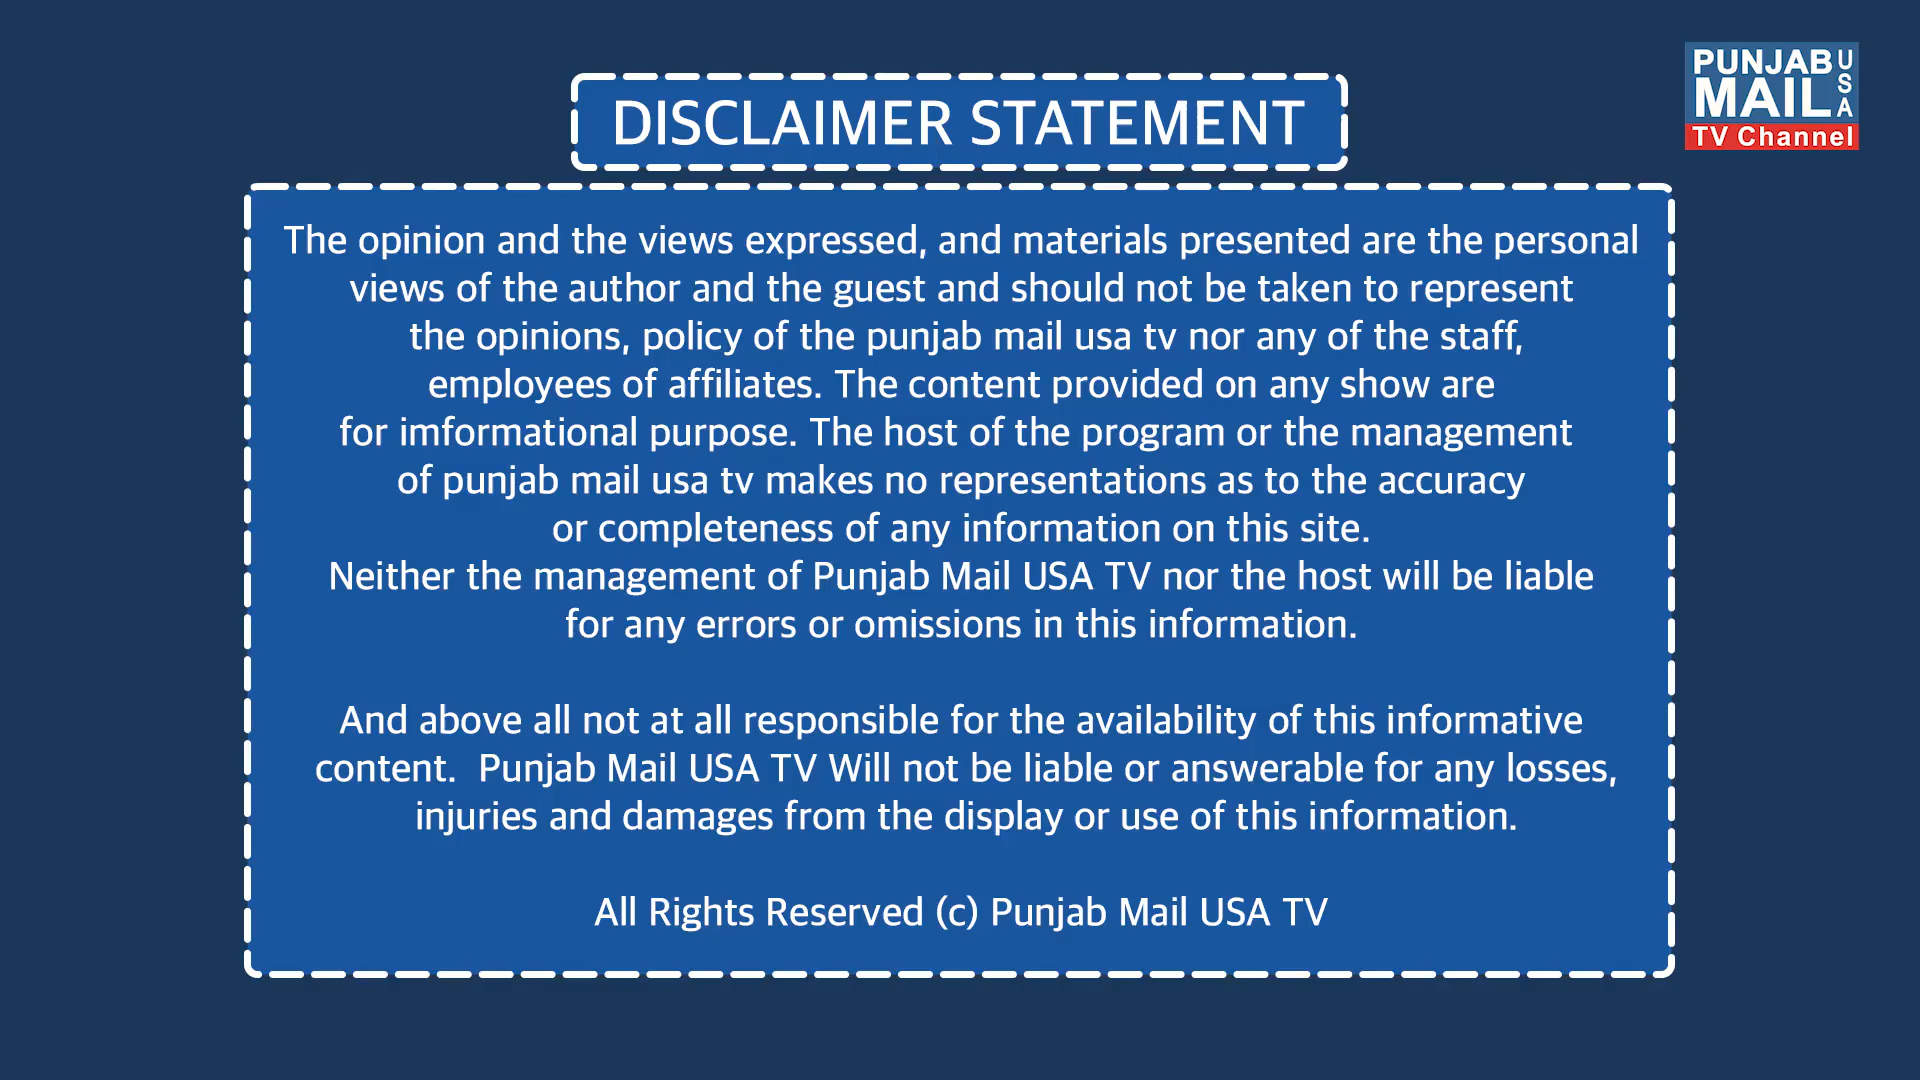 DISCLAIMER STATEMENT
PUNJAB USA
MAIL
TV Channel
The opinion and the views expressed, and materials presented are the personal
views of the author and the guest and should not be taken to represent
the opinions, policy of the punjab mail usa tv nor any of the staff,
employees of affiliates. The content provided on any show are
for imformational purpose. The host of the program or the management
of punjab mail usa tv makes no representations as to the accuracy
or completeness of any information on this site.
Neither the management of Punjab Mail USA TV nor the host will be liable
for any errors or omissions in this information.
And above all not at all responsible for the availability of this informative
content.  Punjab Mail USA TV Will not be liable or answerable for any losses,
injuries and damages from the display or use of this information.
All Rights Reserved (c) Punjab Mail USA TV